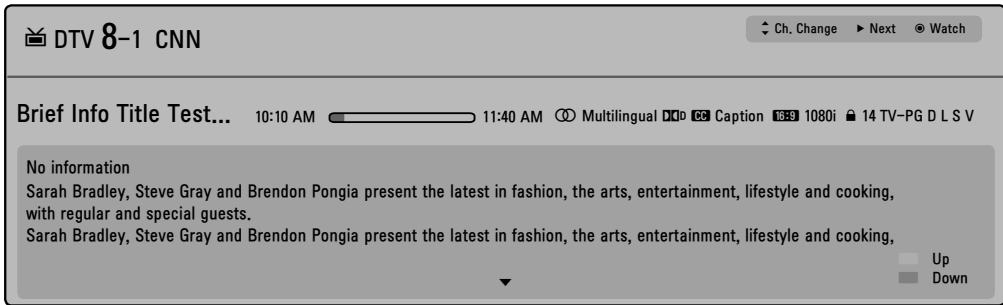 DTV 8-1 CNN
Ch. Change Next Watch
Brief Info Title Test... 10:10 AM 11:40 AM Multilingual DD CC Caption 16:9 1080i 14 TV-PG D L S V
No information
Sarah Bradley, Steve Gray and Brendon Pongia present the latest in fashion, the arts, entertainment, lifestyle and cooking,
with regular and special guests.
Sarah Bradley, Steve Gray and Brendon Pongia present the latest in fashion, the arts, entertainment, lifestyle and cooking,
Up
Down